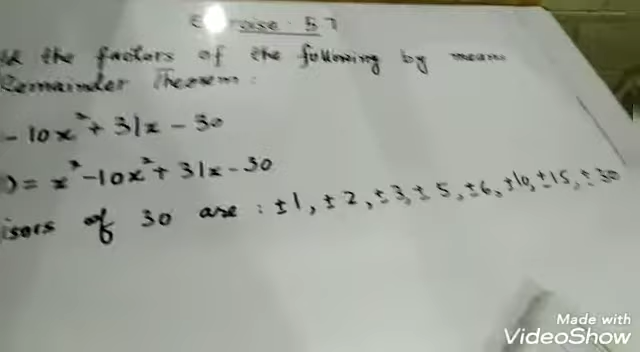 Exercise 5.7
the factors of the following by means
Remainder Theorem :
- 10x² + 31x - 30
) = x³ - 10x² + 31x - 30
isors of 30 are : ±1, ±2, ±3, ±5, ±6, ±10, ±15, ±30
Made with
VideoShow